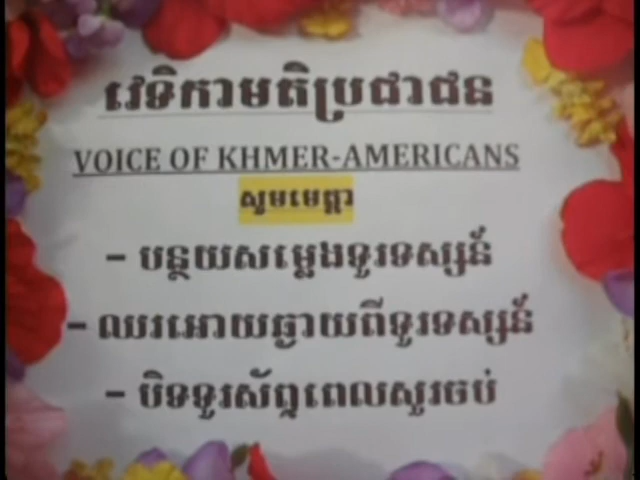 វេទិកាមតិប្រជាជន
VOICE OF KHMER-AMERICANS
សូមមេត្តា
- បន្ថយសម្លេងទូរទស្សន៍
- ឈរអោយឆ្ងាយពីទូរទស្សន៍
- បិទទូរស័ព្ទពេលសួរចប់